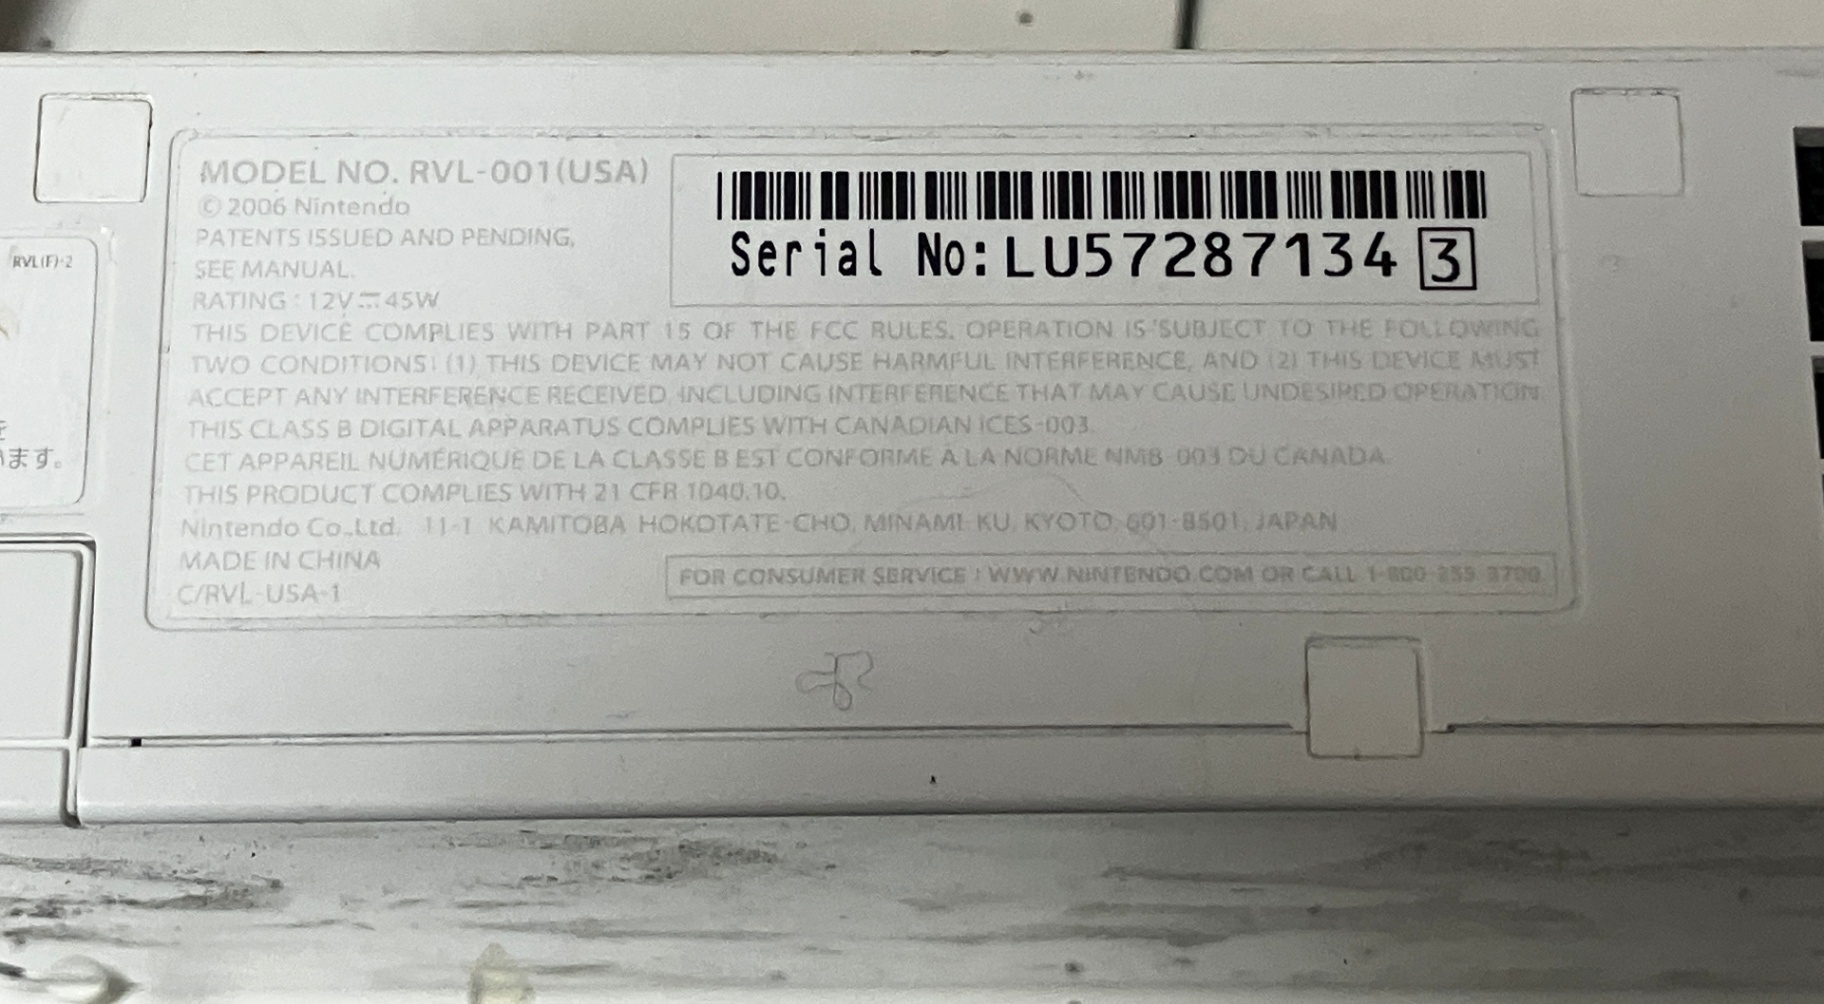 MODEL NO. RVL-001(USA)
© 2006 Nintendo
PATENTS ISSUED AND PENDING,
SEE MANUAL.
RATING : 12V⎓45W
Serial No:LU57287134 3
THIS DEVICE COMPLIES WITH PART 15 OF THE FCC RULES. OPERATION IS SUBJECT TO THE FOLLOWING
TWO CONDITIONS: (1) THIS DEVICE MAY NOT CAUSE HARMFUL INTERFERENCE, AND (2) THIS DEVICE MUST
ACCEPT ANY INTERFERENCE RECEIVED, INCLUDING INTERFERENCE THAT MAY CAUSE UNDESIRED OPERATION.
THIS CLASS B DIGITAL APPARATUS COMPLIES WITH CANADIAN ICES-003.
CET APPAREIL NUMÉRIQUE DE LA CLASSE B EST CONFORME À LA NORME NMB-003 DU CANADA.
THIS PRODUCT COMPLIES WITH 21 CFR 1040.10.
Nintendo Co.,Ltd. 11-1 KAMITOBA HOKOTATE-CHO, MINAMI-KU, KYOTO, 601-8501, JAPAN
MADE IN CHINA
C/RVL-USA-1
FOR CONSUMER SERVICE : WWW.NINTENDO.COM OR CALL 1-800-255-3700
RVL(F)-2
ます。